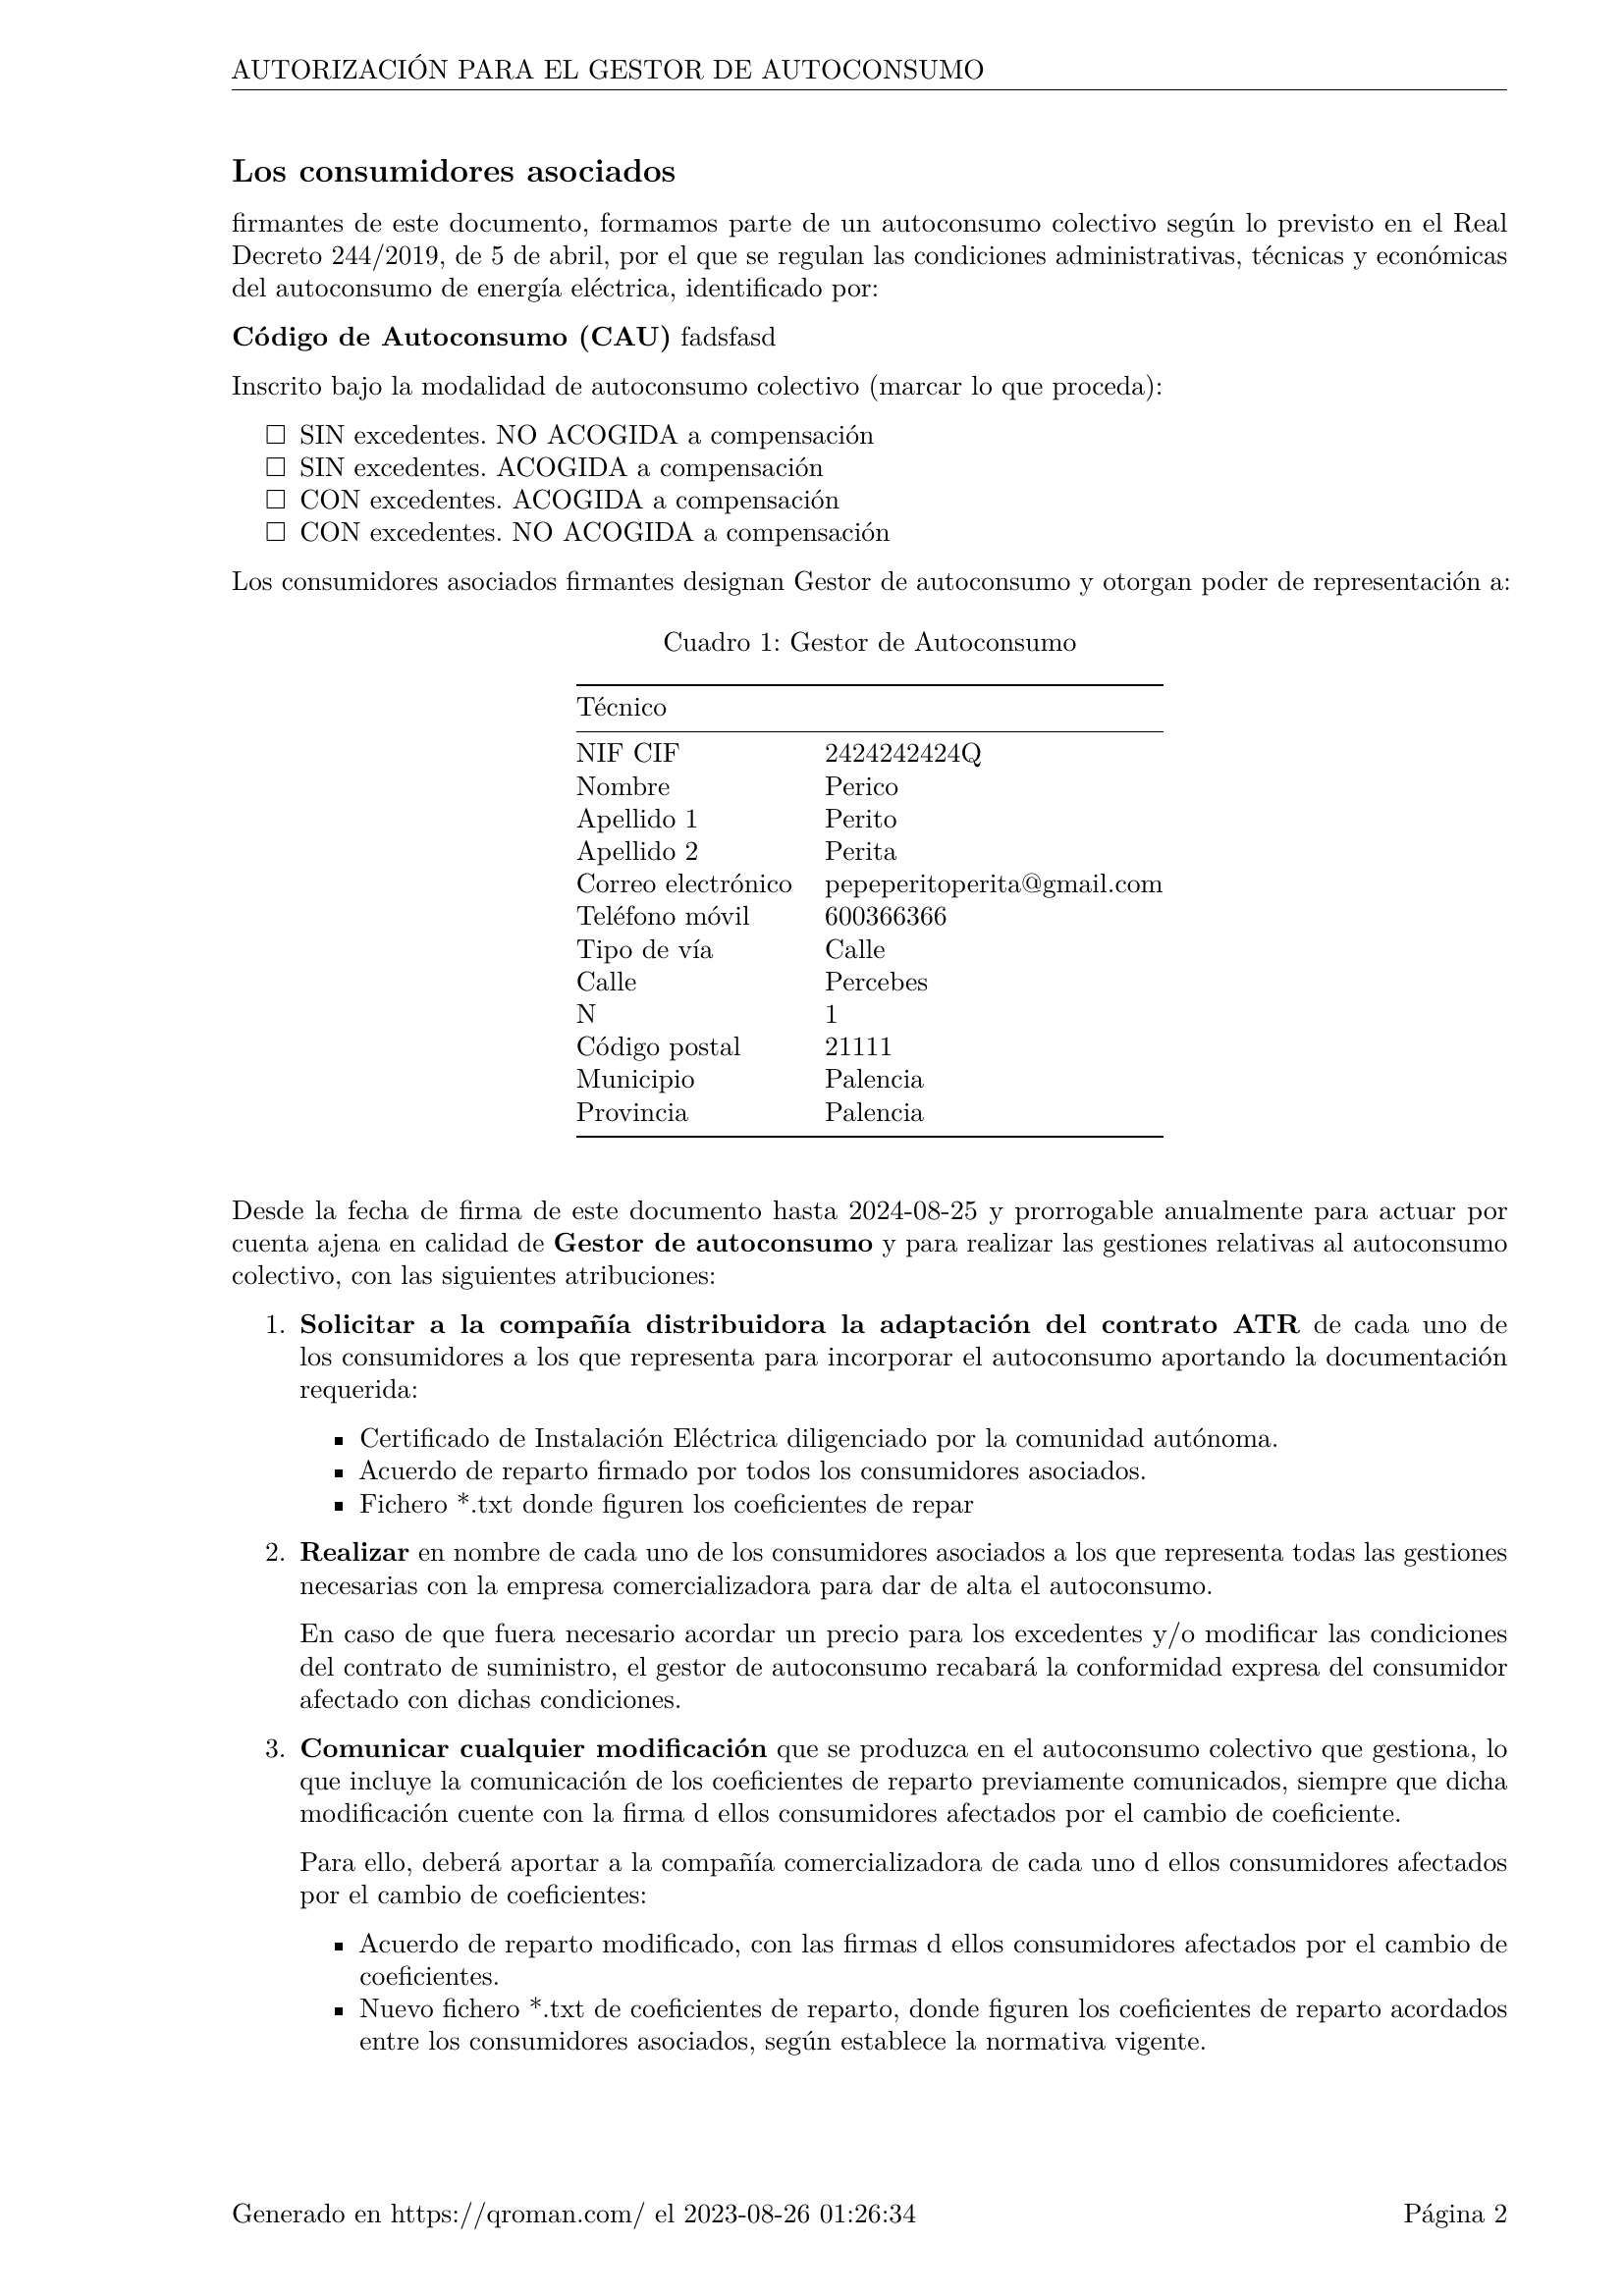 AUTORIZACIÓN PARA EL GESTOR DE AUTOCONSUMO
Los consumidores asociados
firmantes de este documento, formamos parte de un autoconsumo colectivo según lo previsto en el Real
Decreto 244/2019, de 5 de abril, por el que se regulan las condiciones administrativas, técnicas y económicas
del autoconsumo de energía eléctrica, identificado por:
Código de Autoconsumo (CAU) fadsfasd
Inscrito bajo la modalidad de autoconsumo colectivo (marcar lo que proceda):
☐ SIN excedentes. NO ACOGIDA a compensación
☐ SIN excedentes. ACOGIDA a compensación
☐ CON excedentes. ACOGIDA a compensación
☐ CON excedentes. NO ACOGIDA a compensación
Los consumidores asociados firmantes designan Gestor de autoconsumo y otorgan poder de representación a:
Cuadro 1: Gestor de Autoconsumo
Técnico
NIF CIF 2424242424Q
Nombre Perico
Apellido 1 Perito
Apellido 2 Perita
Correo electrónico pepeperitoperita@gmail.com
Teléfono móvil 600366366
Tipo de vía Calle
Calle Percebes
N 1
Código postal 21111
Municipio Palencia
Provincia Palencia
Desde la fecha de firma de este documento hasta 2024-08-25 y prorrogable anualmente para actuar por
cuenta ajena en calidad de Gestor de autoconsumo y para realizar las gestiones relativas al autoconsumo
colectivo, con las siguientes atribuciones:
1. Solicitar a la compañía distribuidora la adaptación del contrato ATR de cada uno de
los consumidores a los que representa para incorporar el autoconsumo aportando la documentación
requerida:
▪ Certificado de Instalación Eléctrica diligenciado por la comunidad autónoma.
▪ Acuerdo de reparto firmado por todos los consumidores asociados.
▪ Fichero *.txt donde figuren los coeficientes de repar
2. Realizar en nombre de cada uno de los consumidores asociados a los que representa todas las gestiones
necesarias con la empresa comercializadora para dar de alta el autoconsumo.
En caso de que fuera necesario acordar un precio para los excedentes y/o modificar las condiciones
del contrato de suministro, el gestor de autoconsumo recabará la conformidad expresa del consumidor
afectado con dichas condiciones.
3. Comunicar cualquier modificación que se produzca en el autoconsumo colectivo que gestiona, lo
que incluye la comunicación de los coeficientes de reparto previamente comunicados, siempre que dicha
modificación cuente con la firma d ellos consumidores afectados por el cambio de coeficiente.
Para ello, deberá aportar a la compañía comercializadora de cada uno d ellos consumidores afectados
por el cambio de coeficientes:
▪ Acuerdo de reparto modificado, con las firmas d ellos consumidores afectados por el cambio de
coeficientes.
▪ Nuevo fichero *.txt de coeficientes de reparto, donde figuren los coeficientes de reparto acordados
entre los consumidores asociados, según establece la normativa vigente.
Generado en https://qroman.com/ el 2023-08-26 01:26:34 Página 2